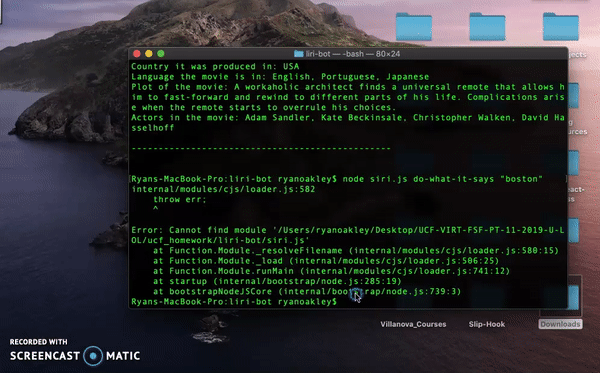 liri-bot — -bash — 80×24
Country it was produced in: USA
Language the movie is in: English, Portuguese, Japanese
Plot of the movie: A workaholic architect finds a universal remote that allows h
im to fast-forward and rewind to different parts of his life. Complications aris
e when the remote starts to overrule his choices.
Actors in the movie: Adam Sandler, Kate Beckinsale, Christopher Walken, David Ha
sselhoff
------------------------------------------------
Ryans-MacBook-Pro:liri-bot ryanoakley$ node siri.js do-what-it-says "boston"
internal/modules/cjs/loader.js:582
throw err;
^
Error: Cannot find module '/Users/ryanoakley/Desktop/UCF-VIRT-FSF-PT-11-2019-U-L
OL/ucf_homework/liri-bot/siri.js'
at Function.Module._resolveFilename (internal/modules/cjs/loader.js:580:15)
at Function.Module._load (internal/modules/cjs/loader.js:506:25)
at Function.Module.runMain (internal/modules/cjs/loader.js:741:12)
at startup (internal/bootstrap/node.js:285:19)
at bootstrapNodeJSCore (internal/bootstrap/node.js:739:3)
Ryans-MacBook-Pro:liri-bot ryanoakley$
Villanova_Courses
Slip-Hook
Downloads
RECORDED WITH
SCREENCAST MATIC